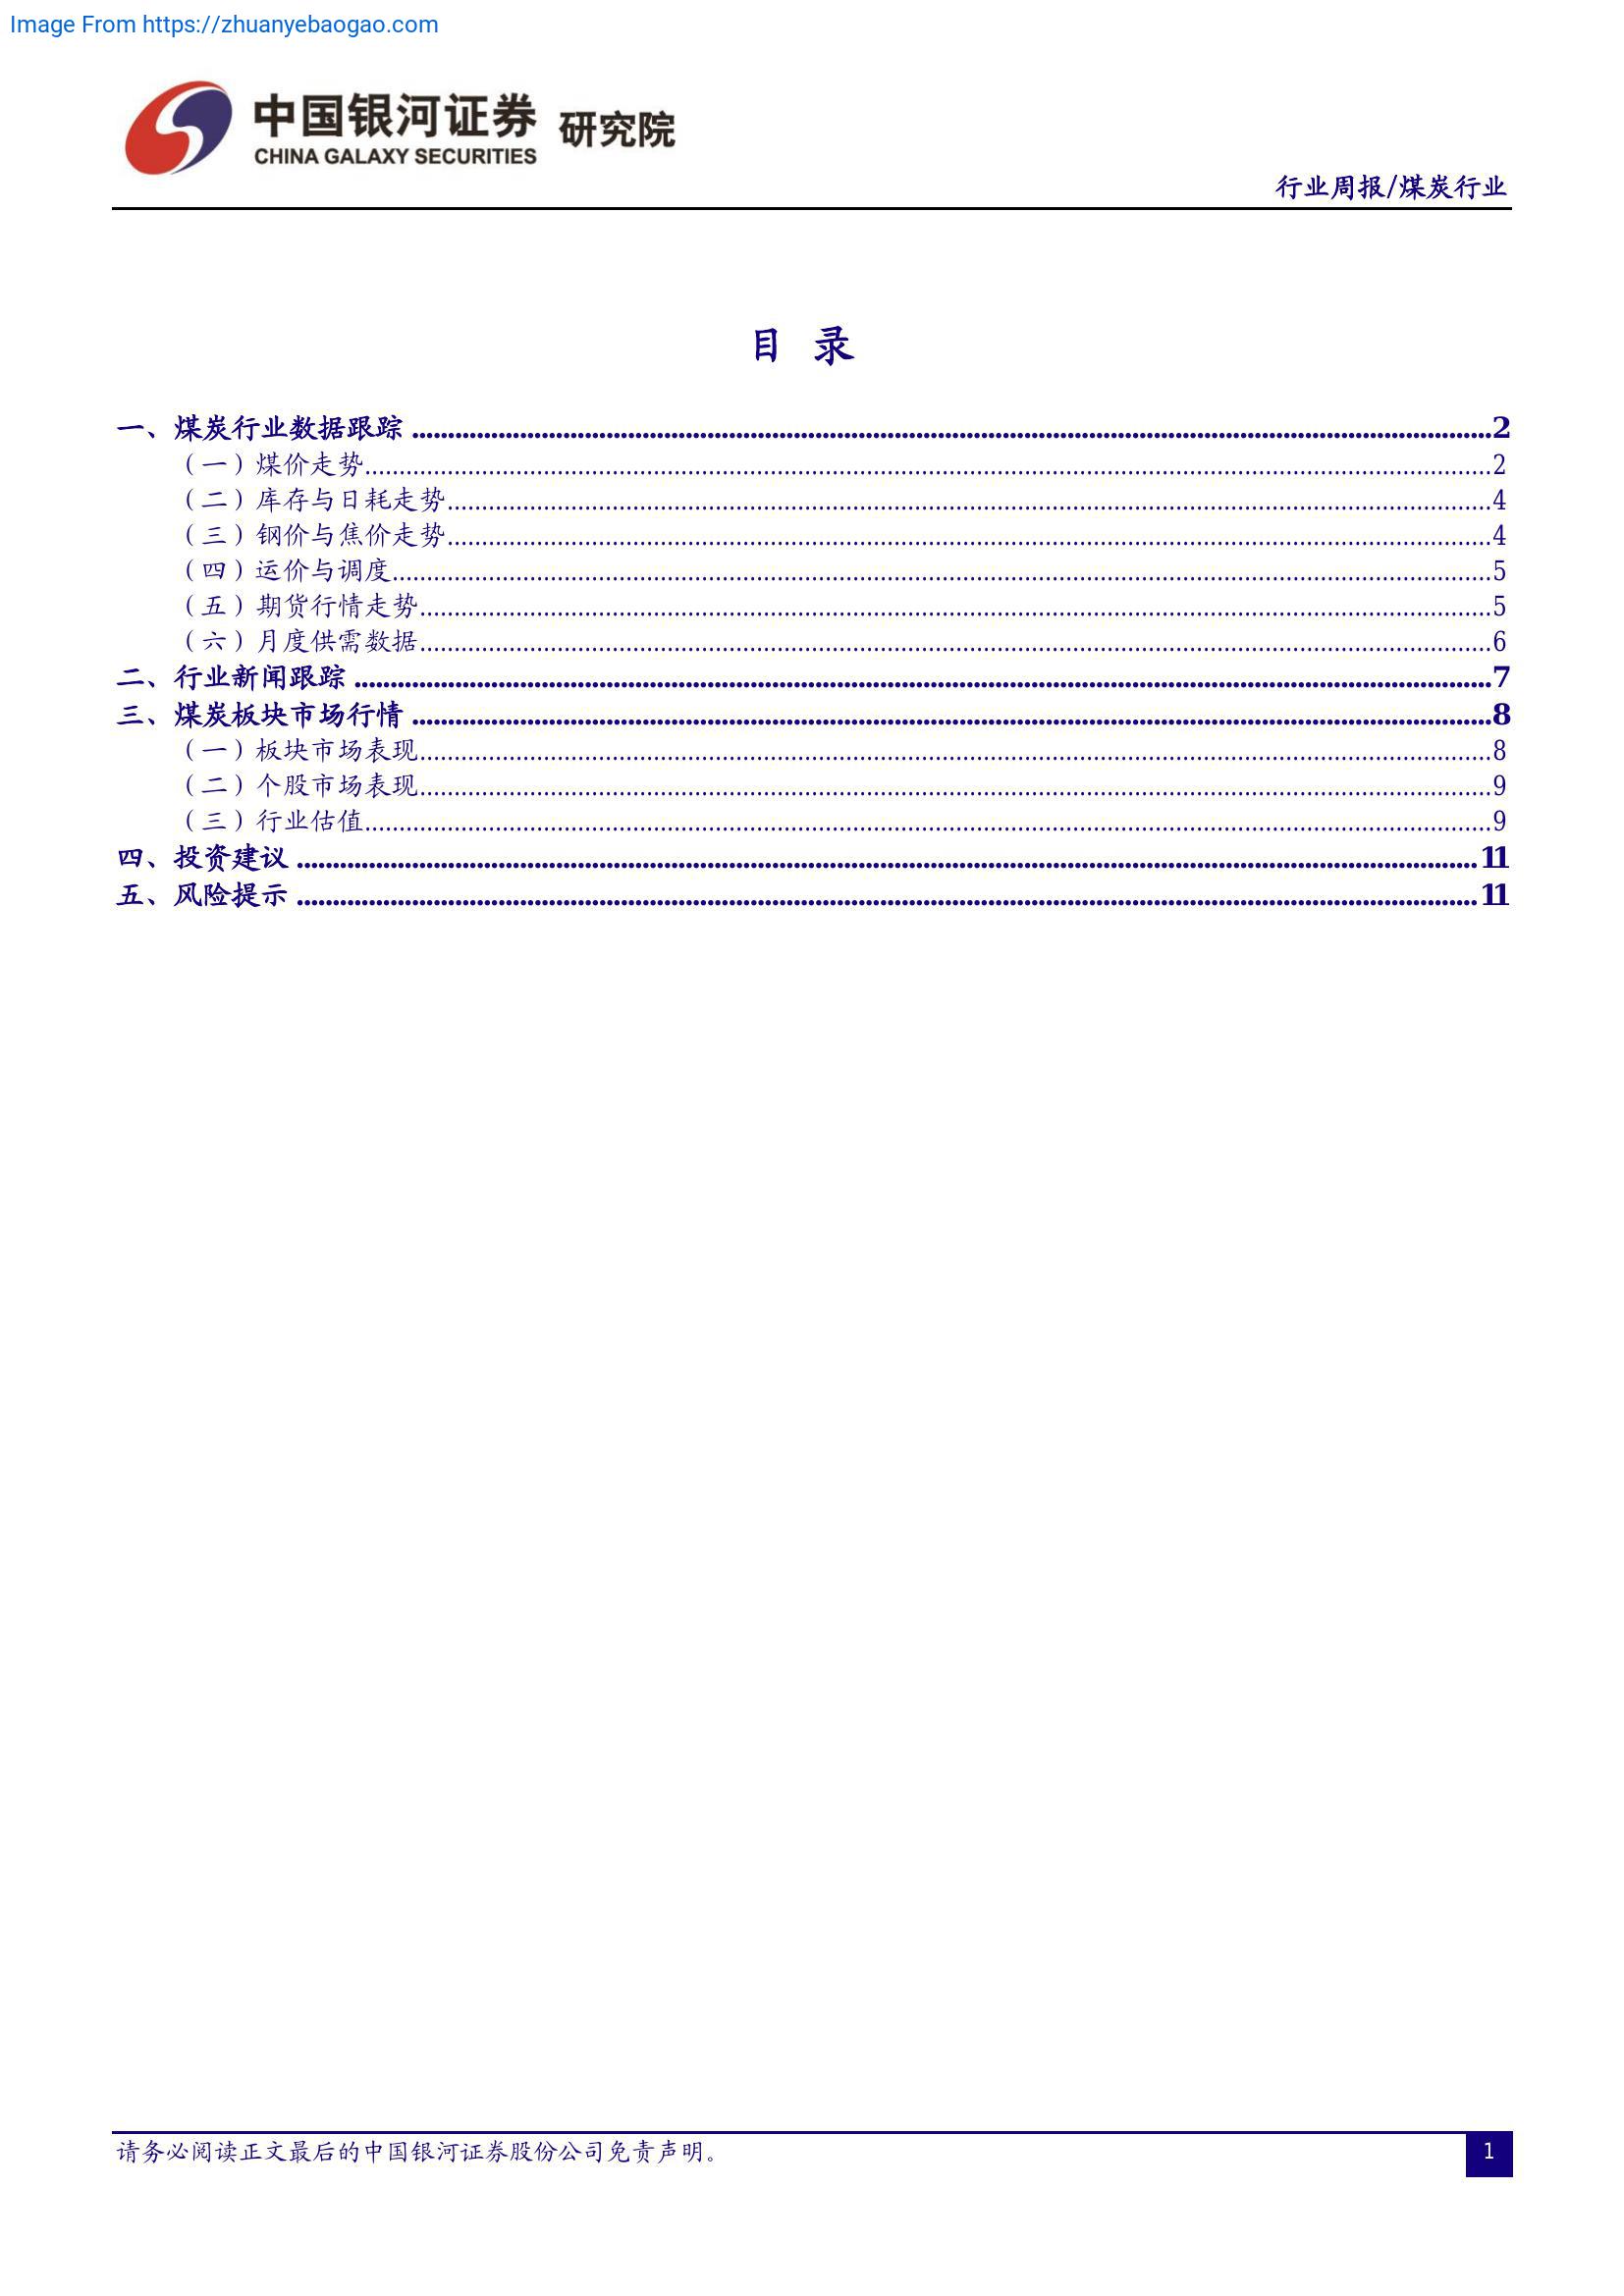 Image From https://zhuanyebaogao.com
中国银河证券 研究院
CHINA GALAXY SECURITIES
行业周报/煤炭行业
目 录
一、煤炭行业数据跟踪 ........ 2
（一）煤价走势 ........ 2
（二）库存与日耗走势 ........ 4
（三）钢价与焦价走势 ........ 4
（四）运价与调度 ........ 5
（五）期货行情走势 ........ 5
（六）月度供需数据 ........ 6
二、行业新闻跟踪 ........ 7
三、煤炭板块市场行情 ........ 8
（一）板块市场表现 ........ 8
（二）个股市场表现 ........ 9
（三）行业估值 ........ 9
四、投资建议 ........ 11
五、风险提示 ........ 11
请务必阅读正文最后的中国银河证券股份公司免责声明。
1